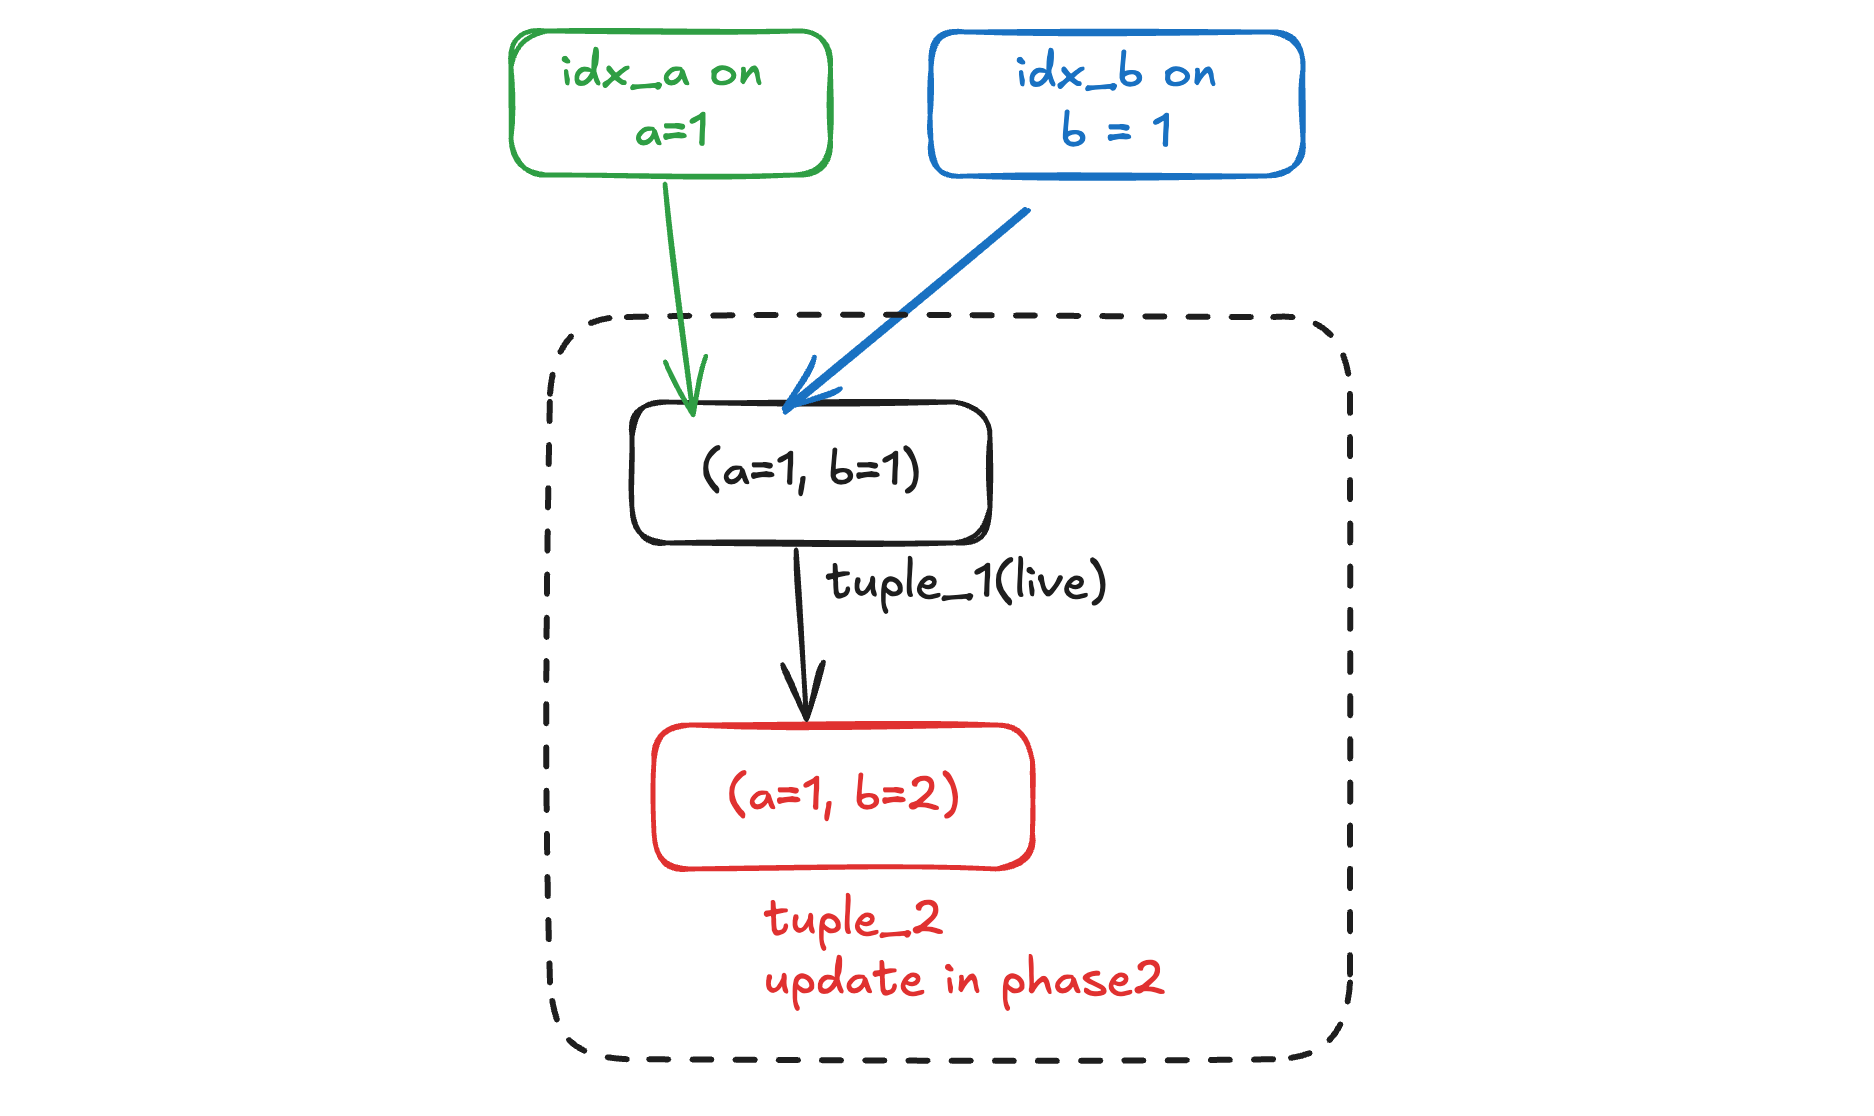 idx_a on
a=1
idx_b on
b = 1
(a=1, b=1)
tuple_1(live)
(a=1, b=2)
tuple_2
update in phase2